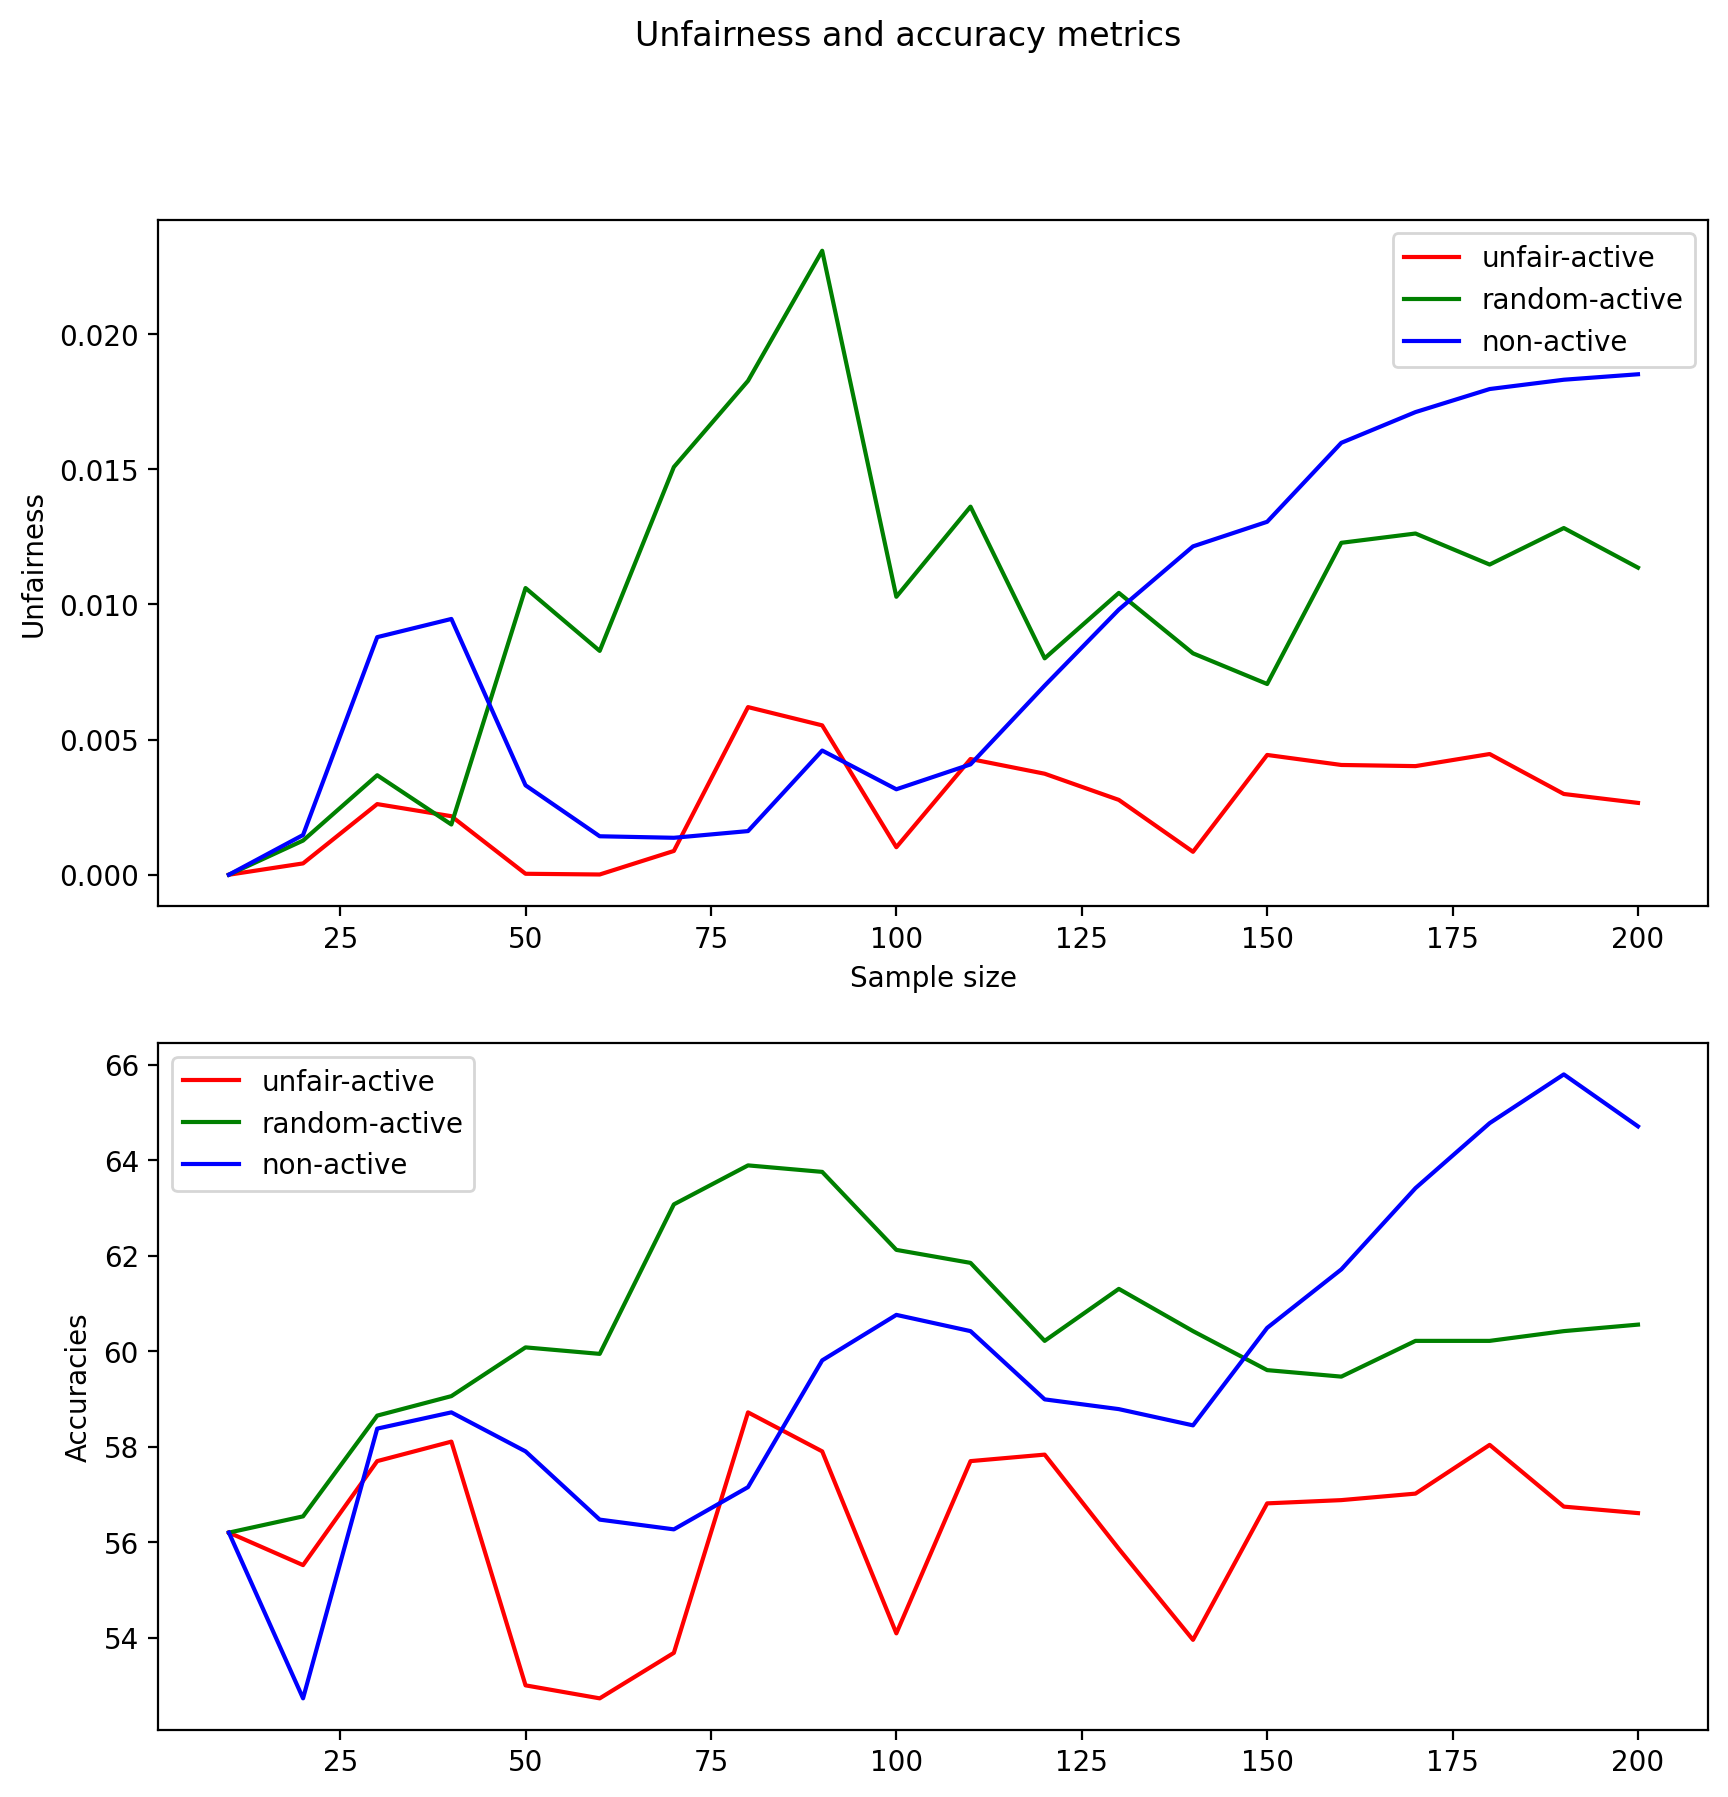 Unfairness and accuracy metrics
unfair-active
random-active
non-active
0.020
0.015
0.010
0.005
0.000
Unfairness
25 50 75 100 125 150 175 200
Sample size
unfair-active
random-active
non-active
66
64
62
60
58
56
54
Accuracies
25 50 75 100 125 150 175 200